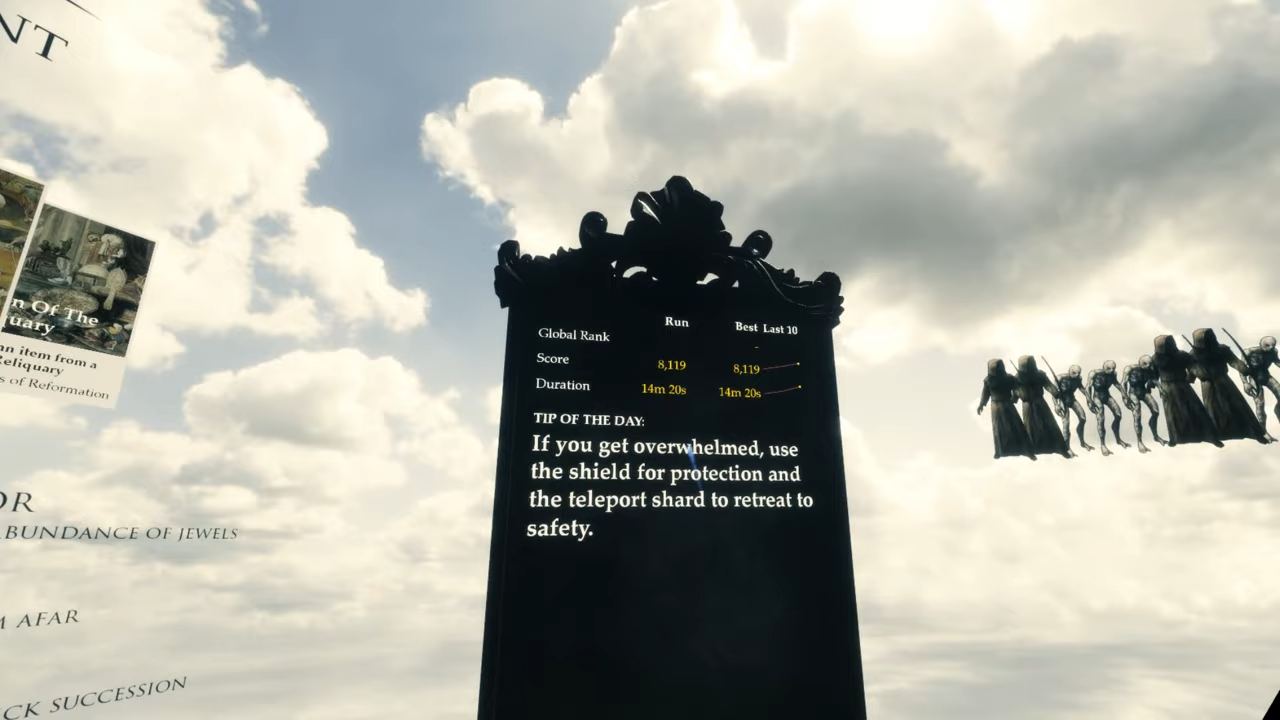 NT
n Of The
uary
an item from a
Reliquary
s of Reformation
OR
ABUNDANCE OF JEWELS
M AFAR
CK SUCCESSION
Run Best Last 10
Global Rank -
Score 8,119 8,119
Duration 14m 20s 14m 20s
TIP OF THE DAY:
If you get overwhelmed, use
the shield for protection and
the teleport shard to retreat to
safety.